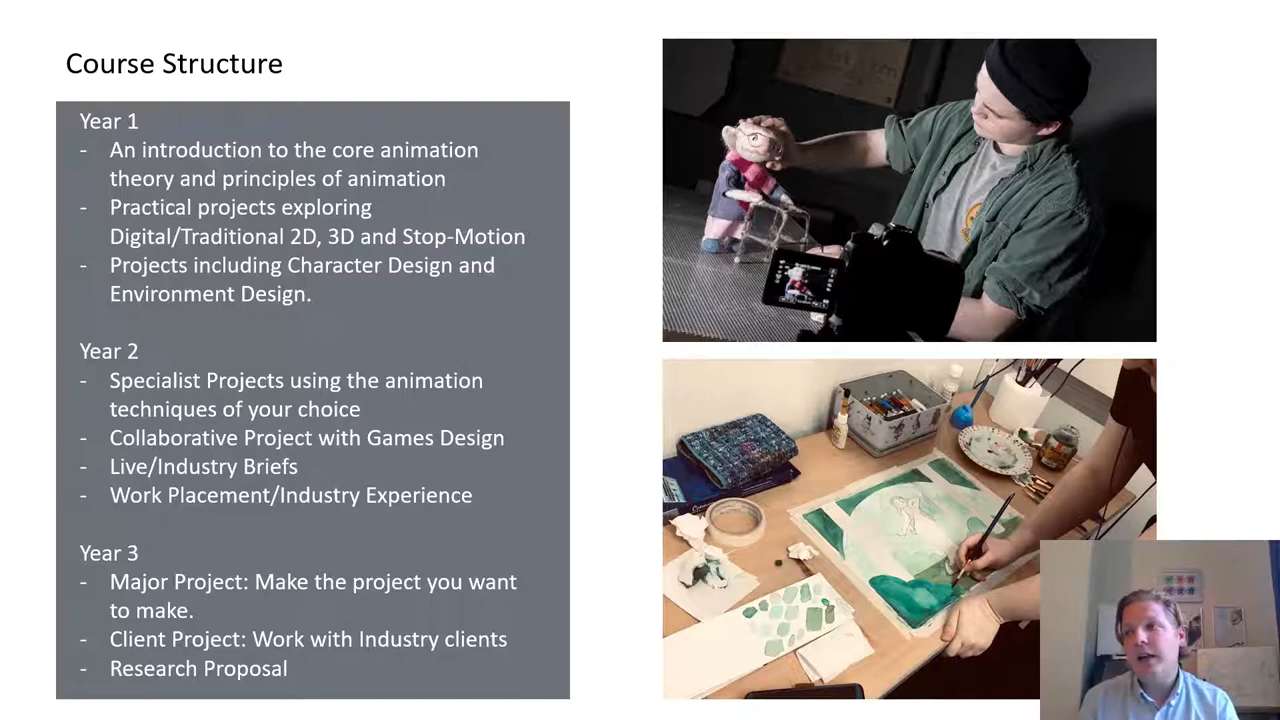 Course Structure
Year 1
- An introduction to the core animation
theory and principles of animation
- Practical projects exploring
Digital/Traditional 2D, 3D and Stop-Motion
- Projects including Character Design and
Environment Design.
Year 2
- Specialist Projects using the animation
techniques of your choice
- Collaborative Project with Games Design
- Live/Industry Briefs
- Work Placement/Industry Experience
Year 3
- Major Project: Make the project you want
to make.
- Client Project: Work with Industry clients
- Research Proposal